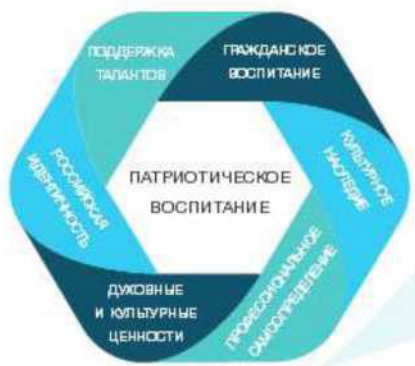 ПОДДЕРЖКА
ТАЛАНТОВ
ГРАЖДАНСКОЕ
ВОСПИТАНИЕ
КУЛЬТУРНОЕ
НАСЛЕДИЕ
ПРОФЕССИОНАЛЬНОЕ
САМООПРЕДЕЛЕНИЕ
ДУХОВНЫЕ
И КУЛЬТУРНЫЕ
ЦЕННОСТИ
РОССИЙСКАЯ
ИДЕНТИЧНОСТЬ
ПАТРИОТИЧЕСКОЕ
ВОСПИТАНИЕ